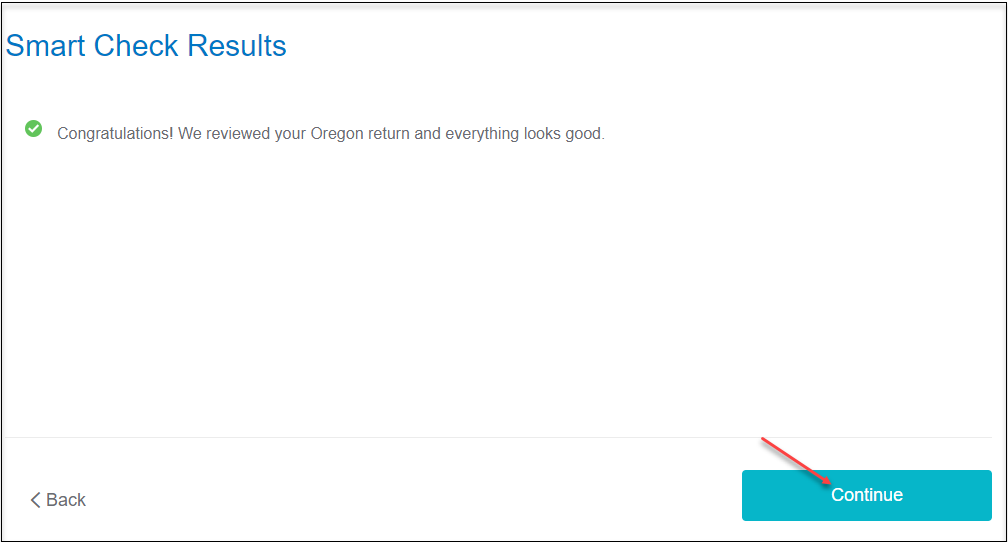 Smart Check Results
Congratulations! We reviewed your Oregon return and everything looks good.
Back
Continue